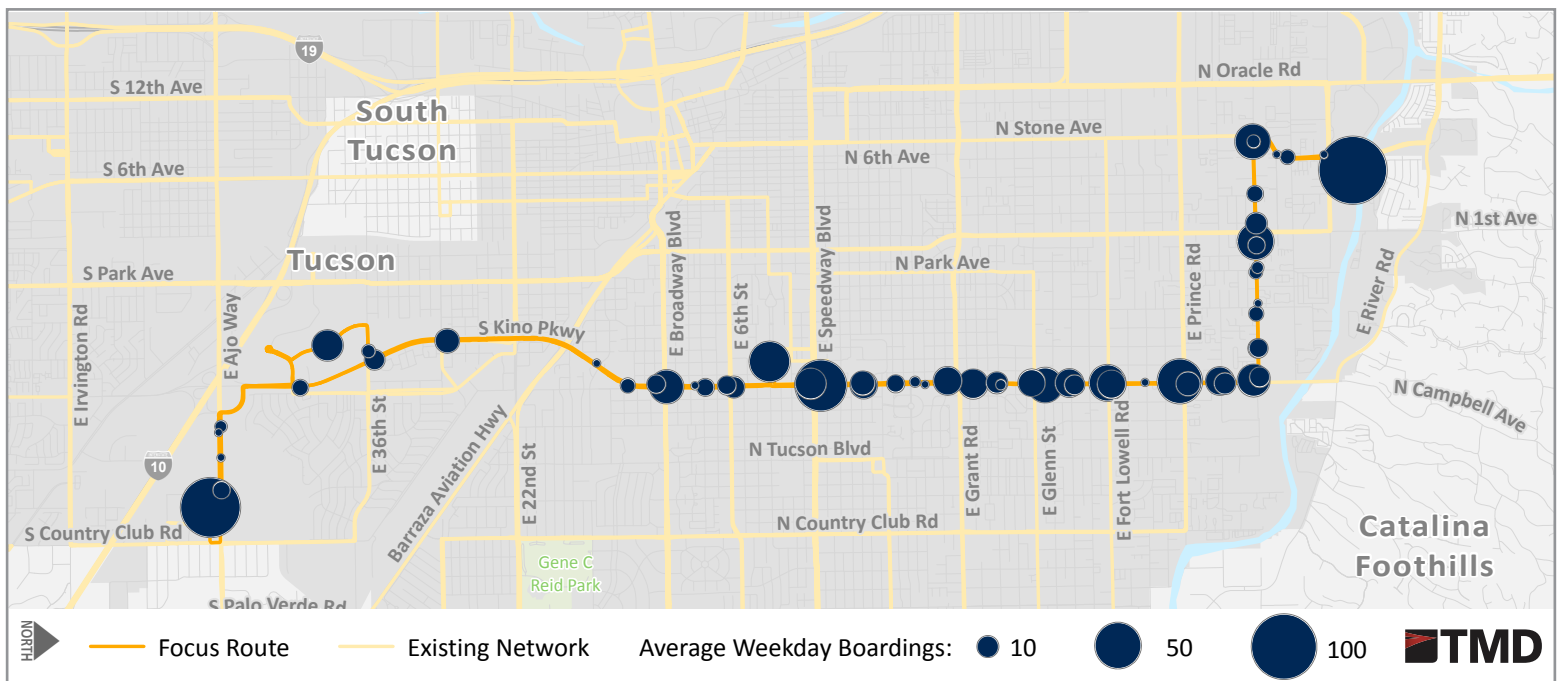 19
S 12th Ave
South
Tucson
N Oracle Rd
N Stone Ave
N 6th Ave
S 6th Ave
N 1st Ave
Tucson
S Park Ave
N Park Ave
E Irvington Rd
E Ajo Way
S Kino Pkwy
E Broadway Blvd
E 6th St
E Speedway Blvd
E Prince Rd
E River Rd
10
E 36th St
Barraza Aviation Hwy
E 22nd St
N Tucson Blvd
E Grant Rd
E Glenn St
E Fort Lowell Rd
N Campbell Ave
S Country Club Rd
N Country Club Rd
Gene C
Reid Park
Catalina
Foothills
S Palo Verde Rd
NORTH
Focus Route
Existing Network
Average Weekday Boardings:
10
50
100
TMD